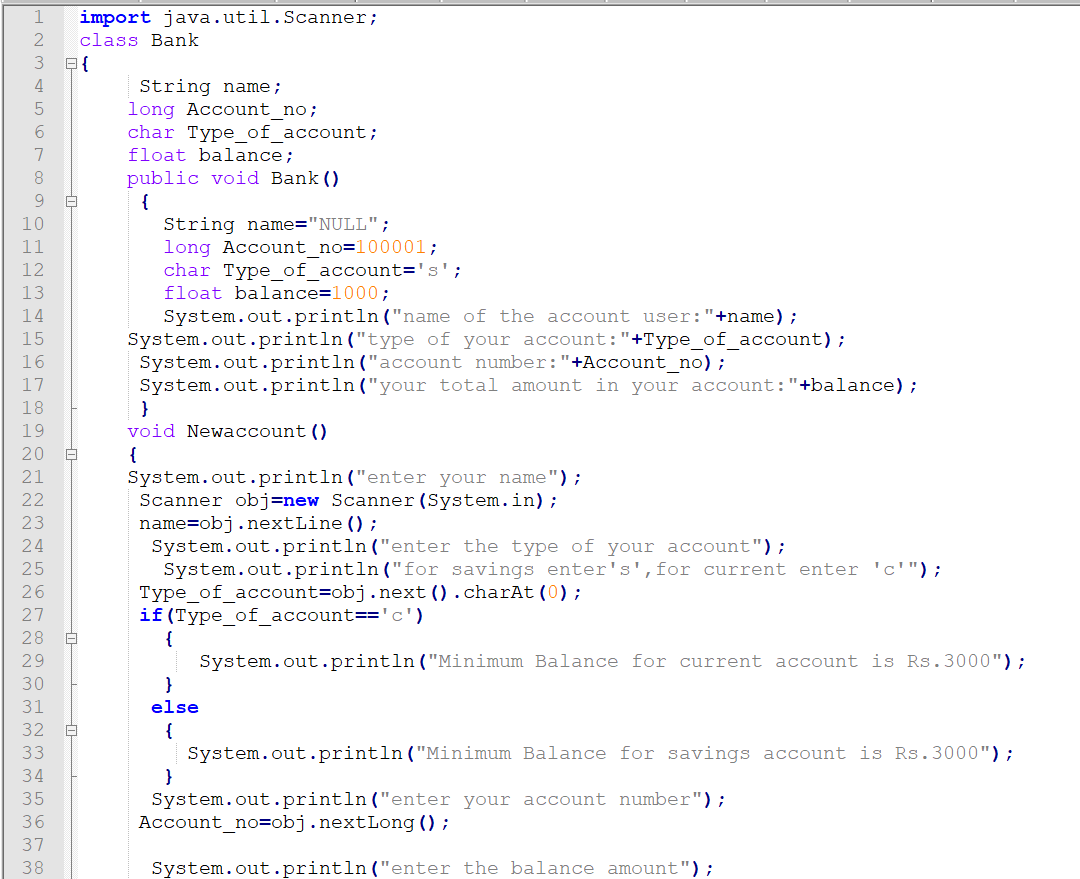 1 import java.util.Scanner;
2 class Bank
3 {
4 String name;
5 long Account_no;
6 char Type_of_account;
7 float balance;
8 public void Bank()
9 {
10 String name="NULL";
11 long Account_no=100001;
12 char Type_of_account='s';
13 float balance=1000;
14 System.out.println("name of the account user:"+name);
15 System.out.println("type of your account:"+Type_of_account);
16 System.out.println("account number:"+Account_no);
17 System.out.println("your total amount in your account:"+balance);
18 }
19 void Newaccount()
20 {
21 System.out.println("enter your name");
22 Scanner obj=new Scanner(System.in);
23 name=obj.nextLine();
24 System.out.println("enter the type of your account");
25 System.out.println("for savings enter's',for current enter 'c'");
26 Type_of_account=obj.next().charAt(0);
27 if(Type_of_account=='c')
28 {
29 System.out.println("Minimum Balance for current account is Rs.3000");
30 }
31 else
32 {
33 System.out.println("Minimum Balance for savings account is Rs.3000");
34 }
35 System.out.println("enter your account number");
36 Account_no=obj.nextLong();
37
38 System.out.println("enter the balance amount");